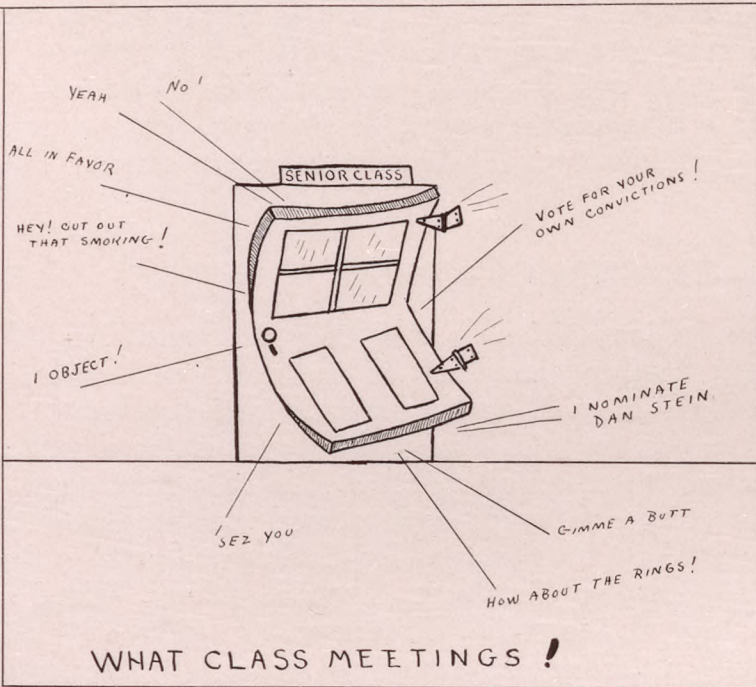 NO!
YEAH
ALL IN FAVOR
HEY! CUT OUT
THAT SMOKING!
I OBJECT!
SENIOR CLASS
VOTE FOR YOUR
OWN CONVICTIONS!
I NOMINATE
DAN STEIN
SEZ YOU
GIMME A BUTT
HOW ABOUT THE RINGS!
WHAT CLASS MEETINGS!